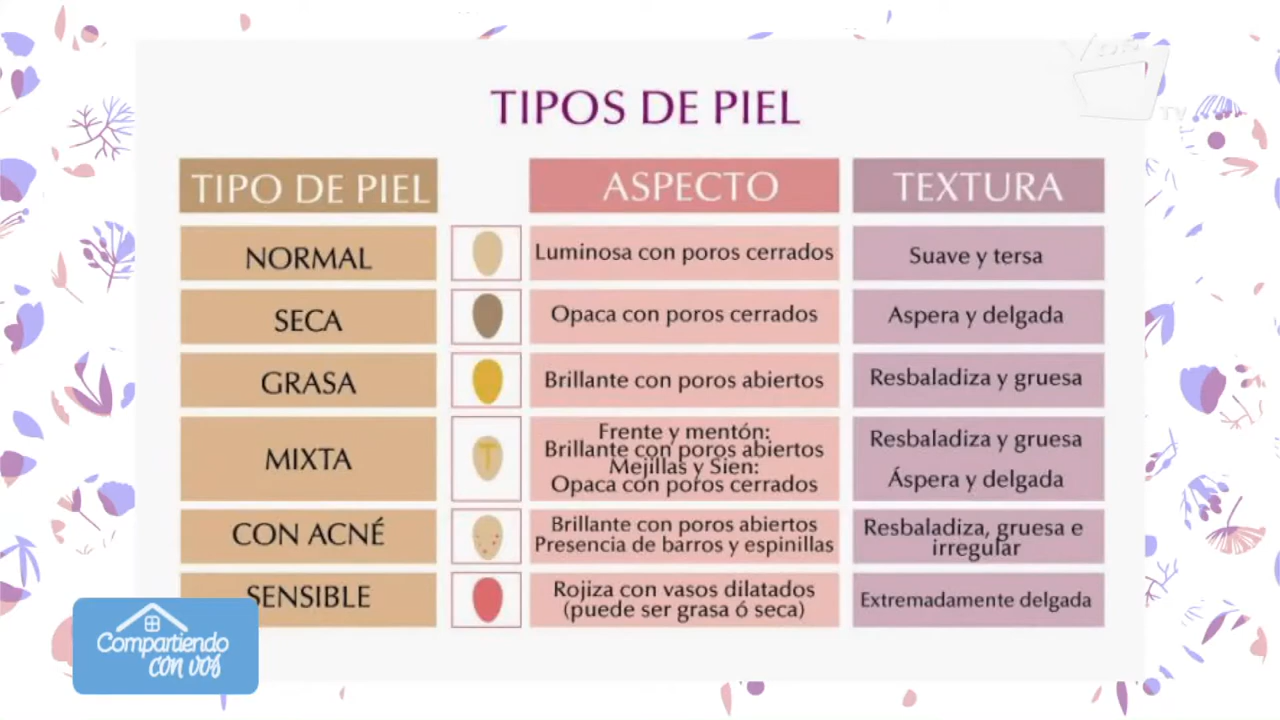 TIPOS DE PIEL
TIPO DE PIEL
ASPECTO
TEXTURA
NORMAL
Luminosa con poros cerrados
Suave y tersa
SECA
Opaca con poros cerrados
Aspera y delgada
GRASA
Brillante con poros abiertos
Resbaladiza y gruesa
MIXTA
Frente y mentón:
Brillante con poros abiertos
Mejillas y Sien:
Opaca con poros cerrados
Resbaladiza y gruesa
Áspera y delgada
CON ACNÉ
Brillante con poros abiertos
Presencia de barros y espinillas
Resbaladiza, gruesa e
irregular
SENSIBLE
Rojiza con vasos dilatados
(puede ser grasa ó seca)
Extremadamente delgada
Compartiendo
con vos
TV